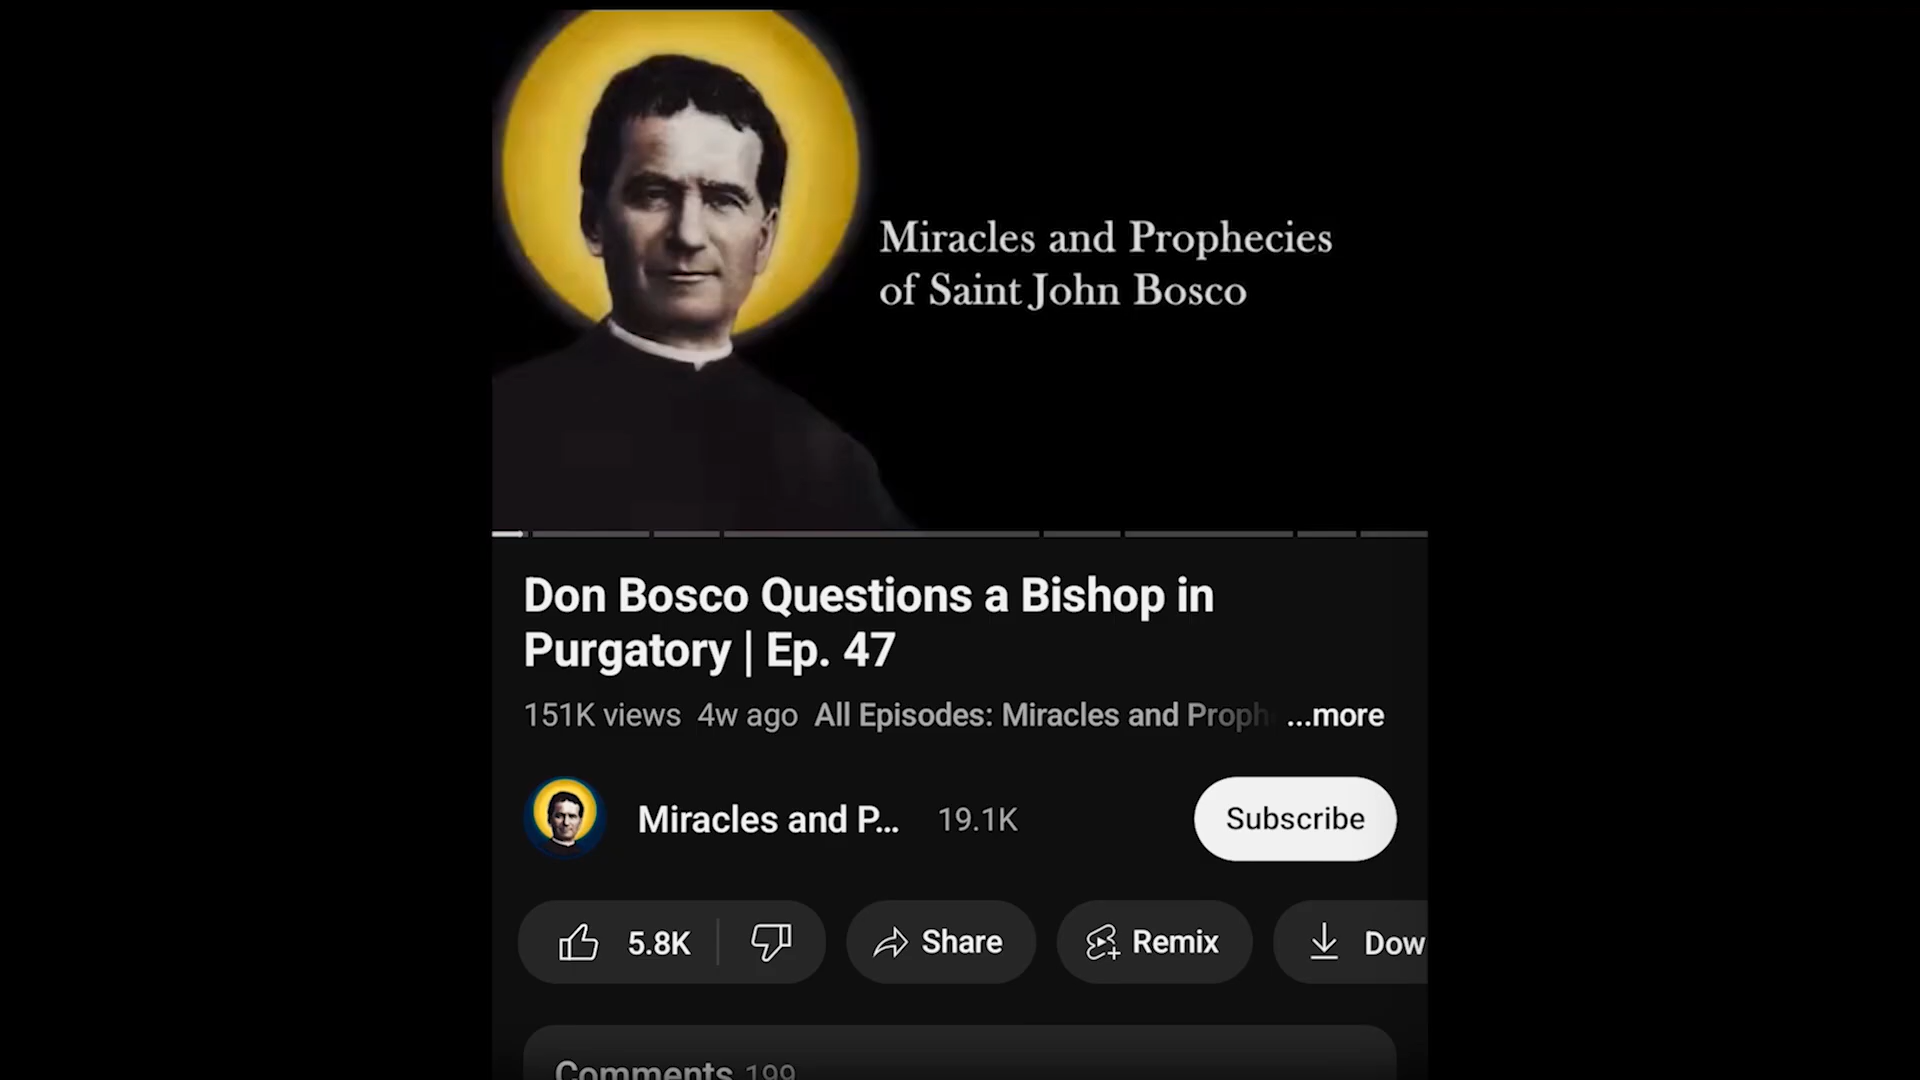 Miracles and Prophecies
of Saint John Bosco
Don Bosco Questions a Bishop in
Purgatory | Ep. 47
151K views 4w ago All Episodes: Miracles and Proph ...more
Miracles and P... 19.1K Subscribe
5.8K Share Remix Dow
Comments 199